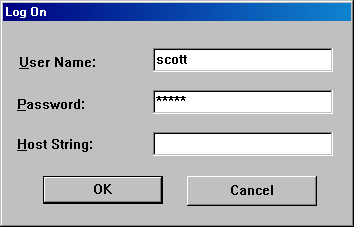 Log On
User Name: scott
Password: *****
Host String:
OK Cancel